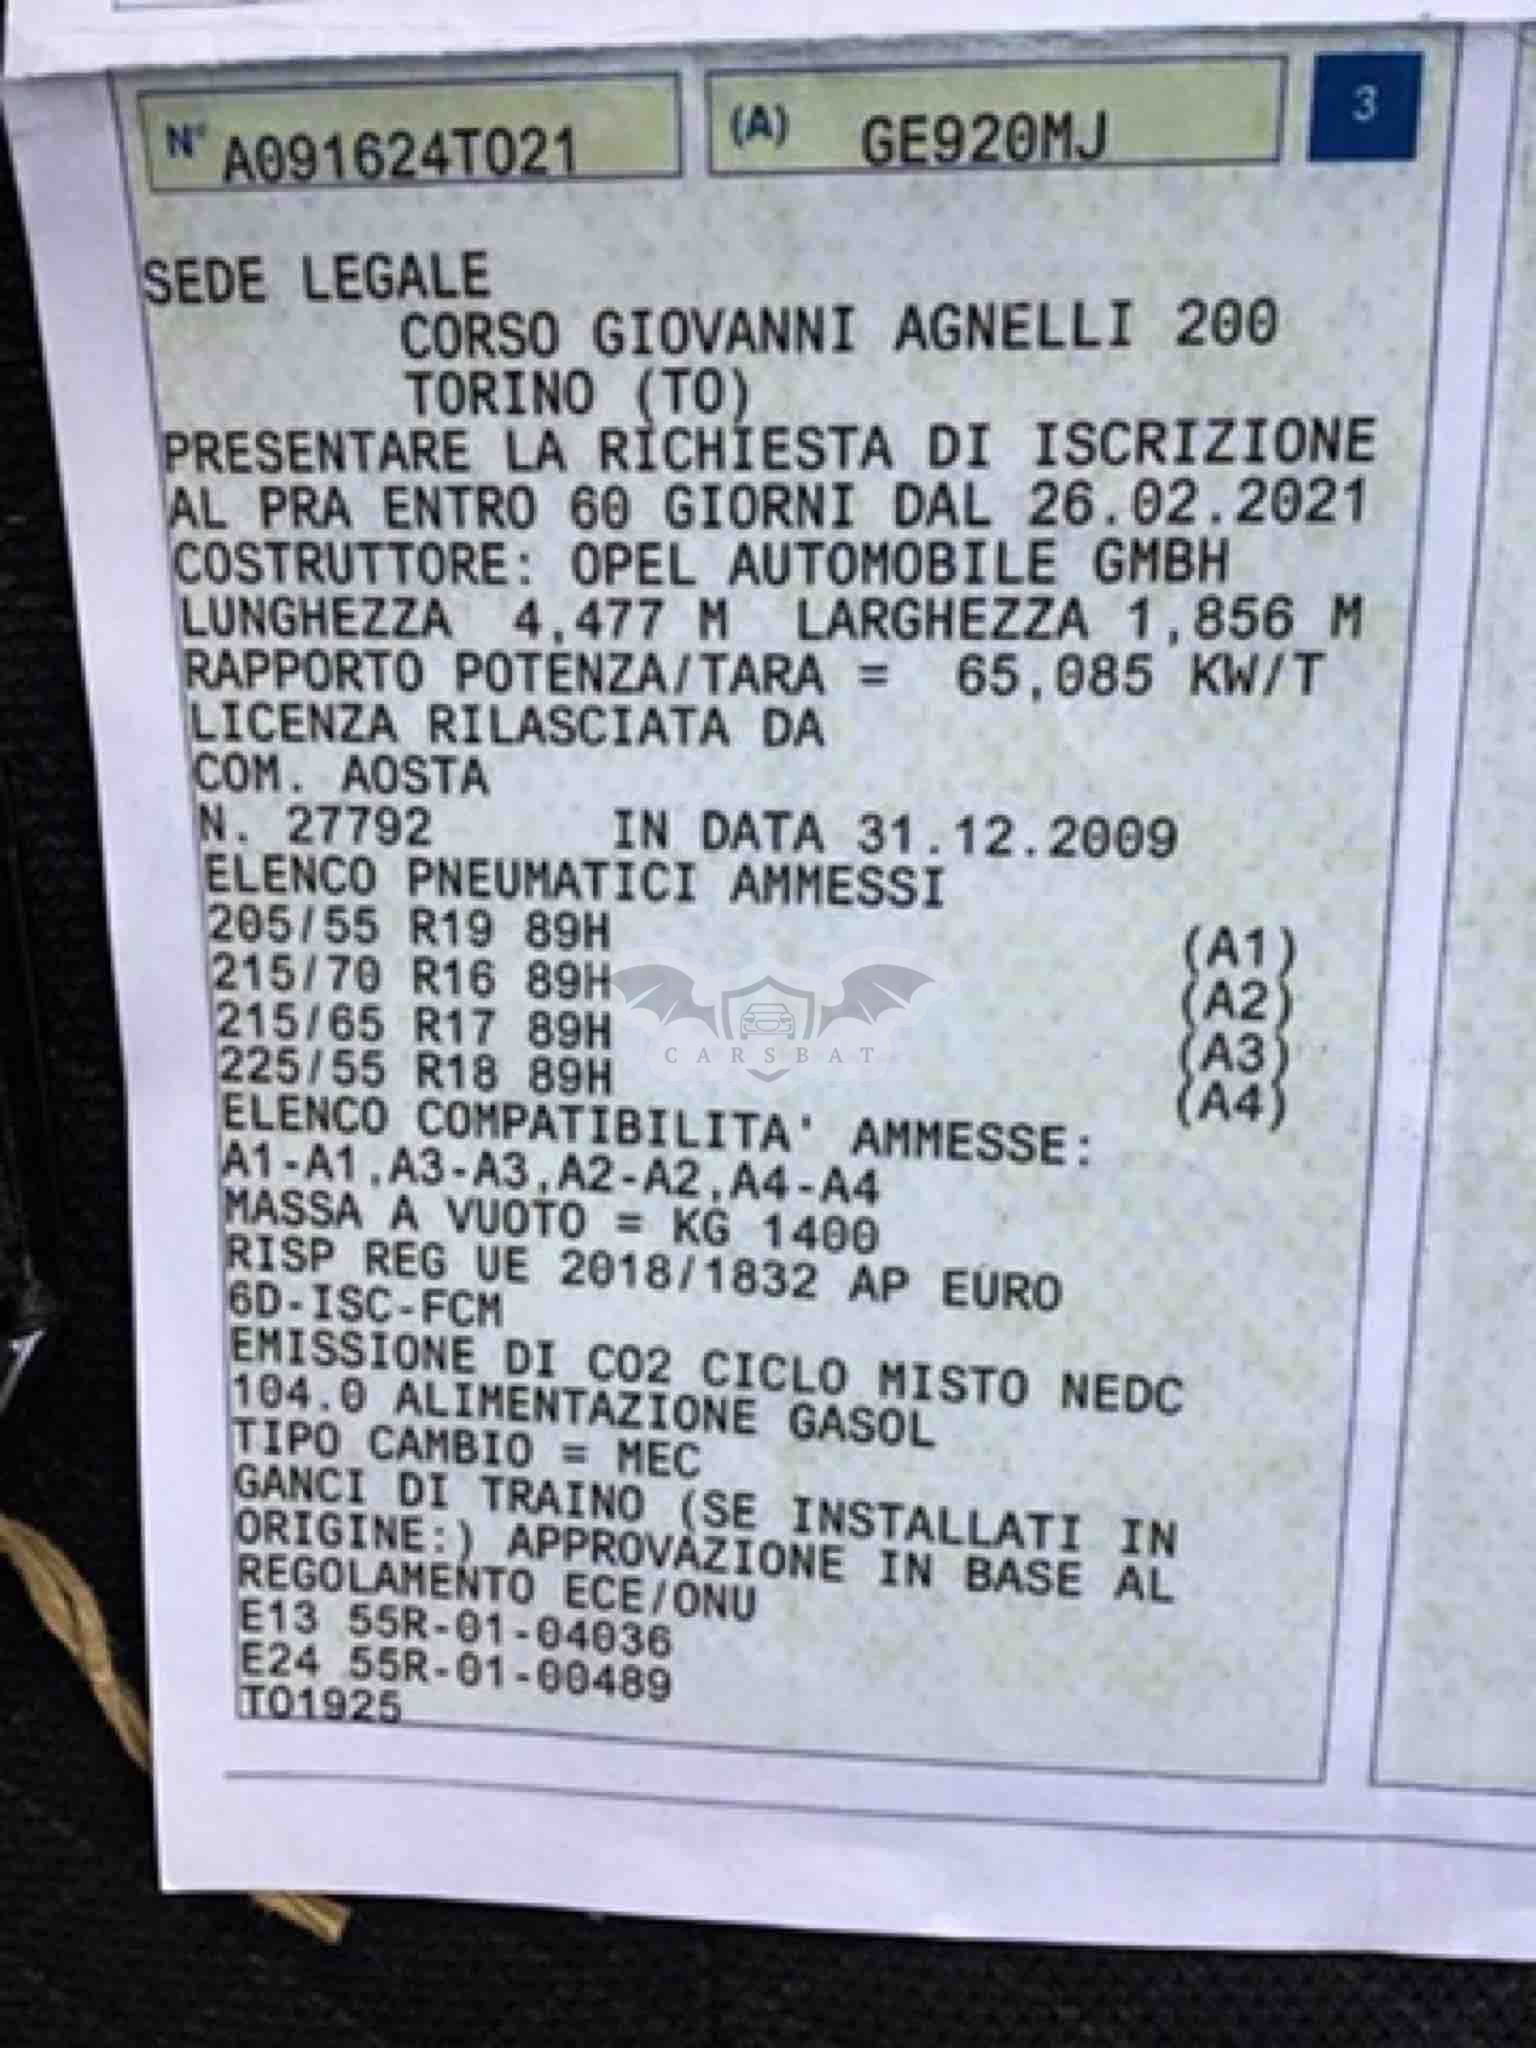 N° A091624TO21 (A) GE920MJ 3
SEDE LEGALE
CORSO GIOVANNI AGNELLI 200
TORINO (TO)
PRESENTARE LA RICHIESTA DI ISCRIZIONE
AL PRA ENTRO 60 GIORNI DAL 26.02.2021
COSTRUTTORE: OPEL AUTOMOBILE GMBH
LUNGHEZZA 4,477 M LARGHEZZA 1,856 M
RAPPORTO POTENZA/TARA = 65,085 KW/T
LICENZA RILASCIATA DA
COM. AOSTA
N. 27792 IN DATA 31.12.2009
ELENCO PNEUMATICI AMMESSI
205/55 R19 89H (A1)
215/70 R16 89H (A2)
215/65 R17 89H (A3)
225/55 R18 89H (A4)
CARSBAT
ELENCO COMPATIBILITA' AMMESSE:
A1-A1,A3-A3,A2-A2,A4-A4
MASSA A VUOTO = KG 1400
RISP REG UE 2018/1832 AP EURO
6D-ISC-FCM
EMISSIONE DI CO2 CICLO MISTO NEDC
104.0 ALIMENTAZIONE GASOL
TIPO CAMBIO = MEC
GANCI DI TRAINO (SE INSTALLATI IN
ORIGINE:) APPROVAZIONE IN BASE AL
REGOLAMENTO ECE/ONU
E13 55R-01-04036
E24 55R-01-00489
TO1925